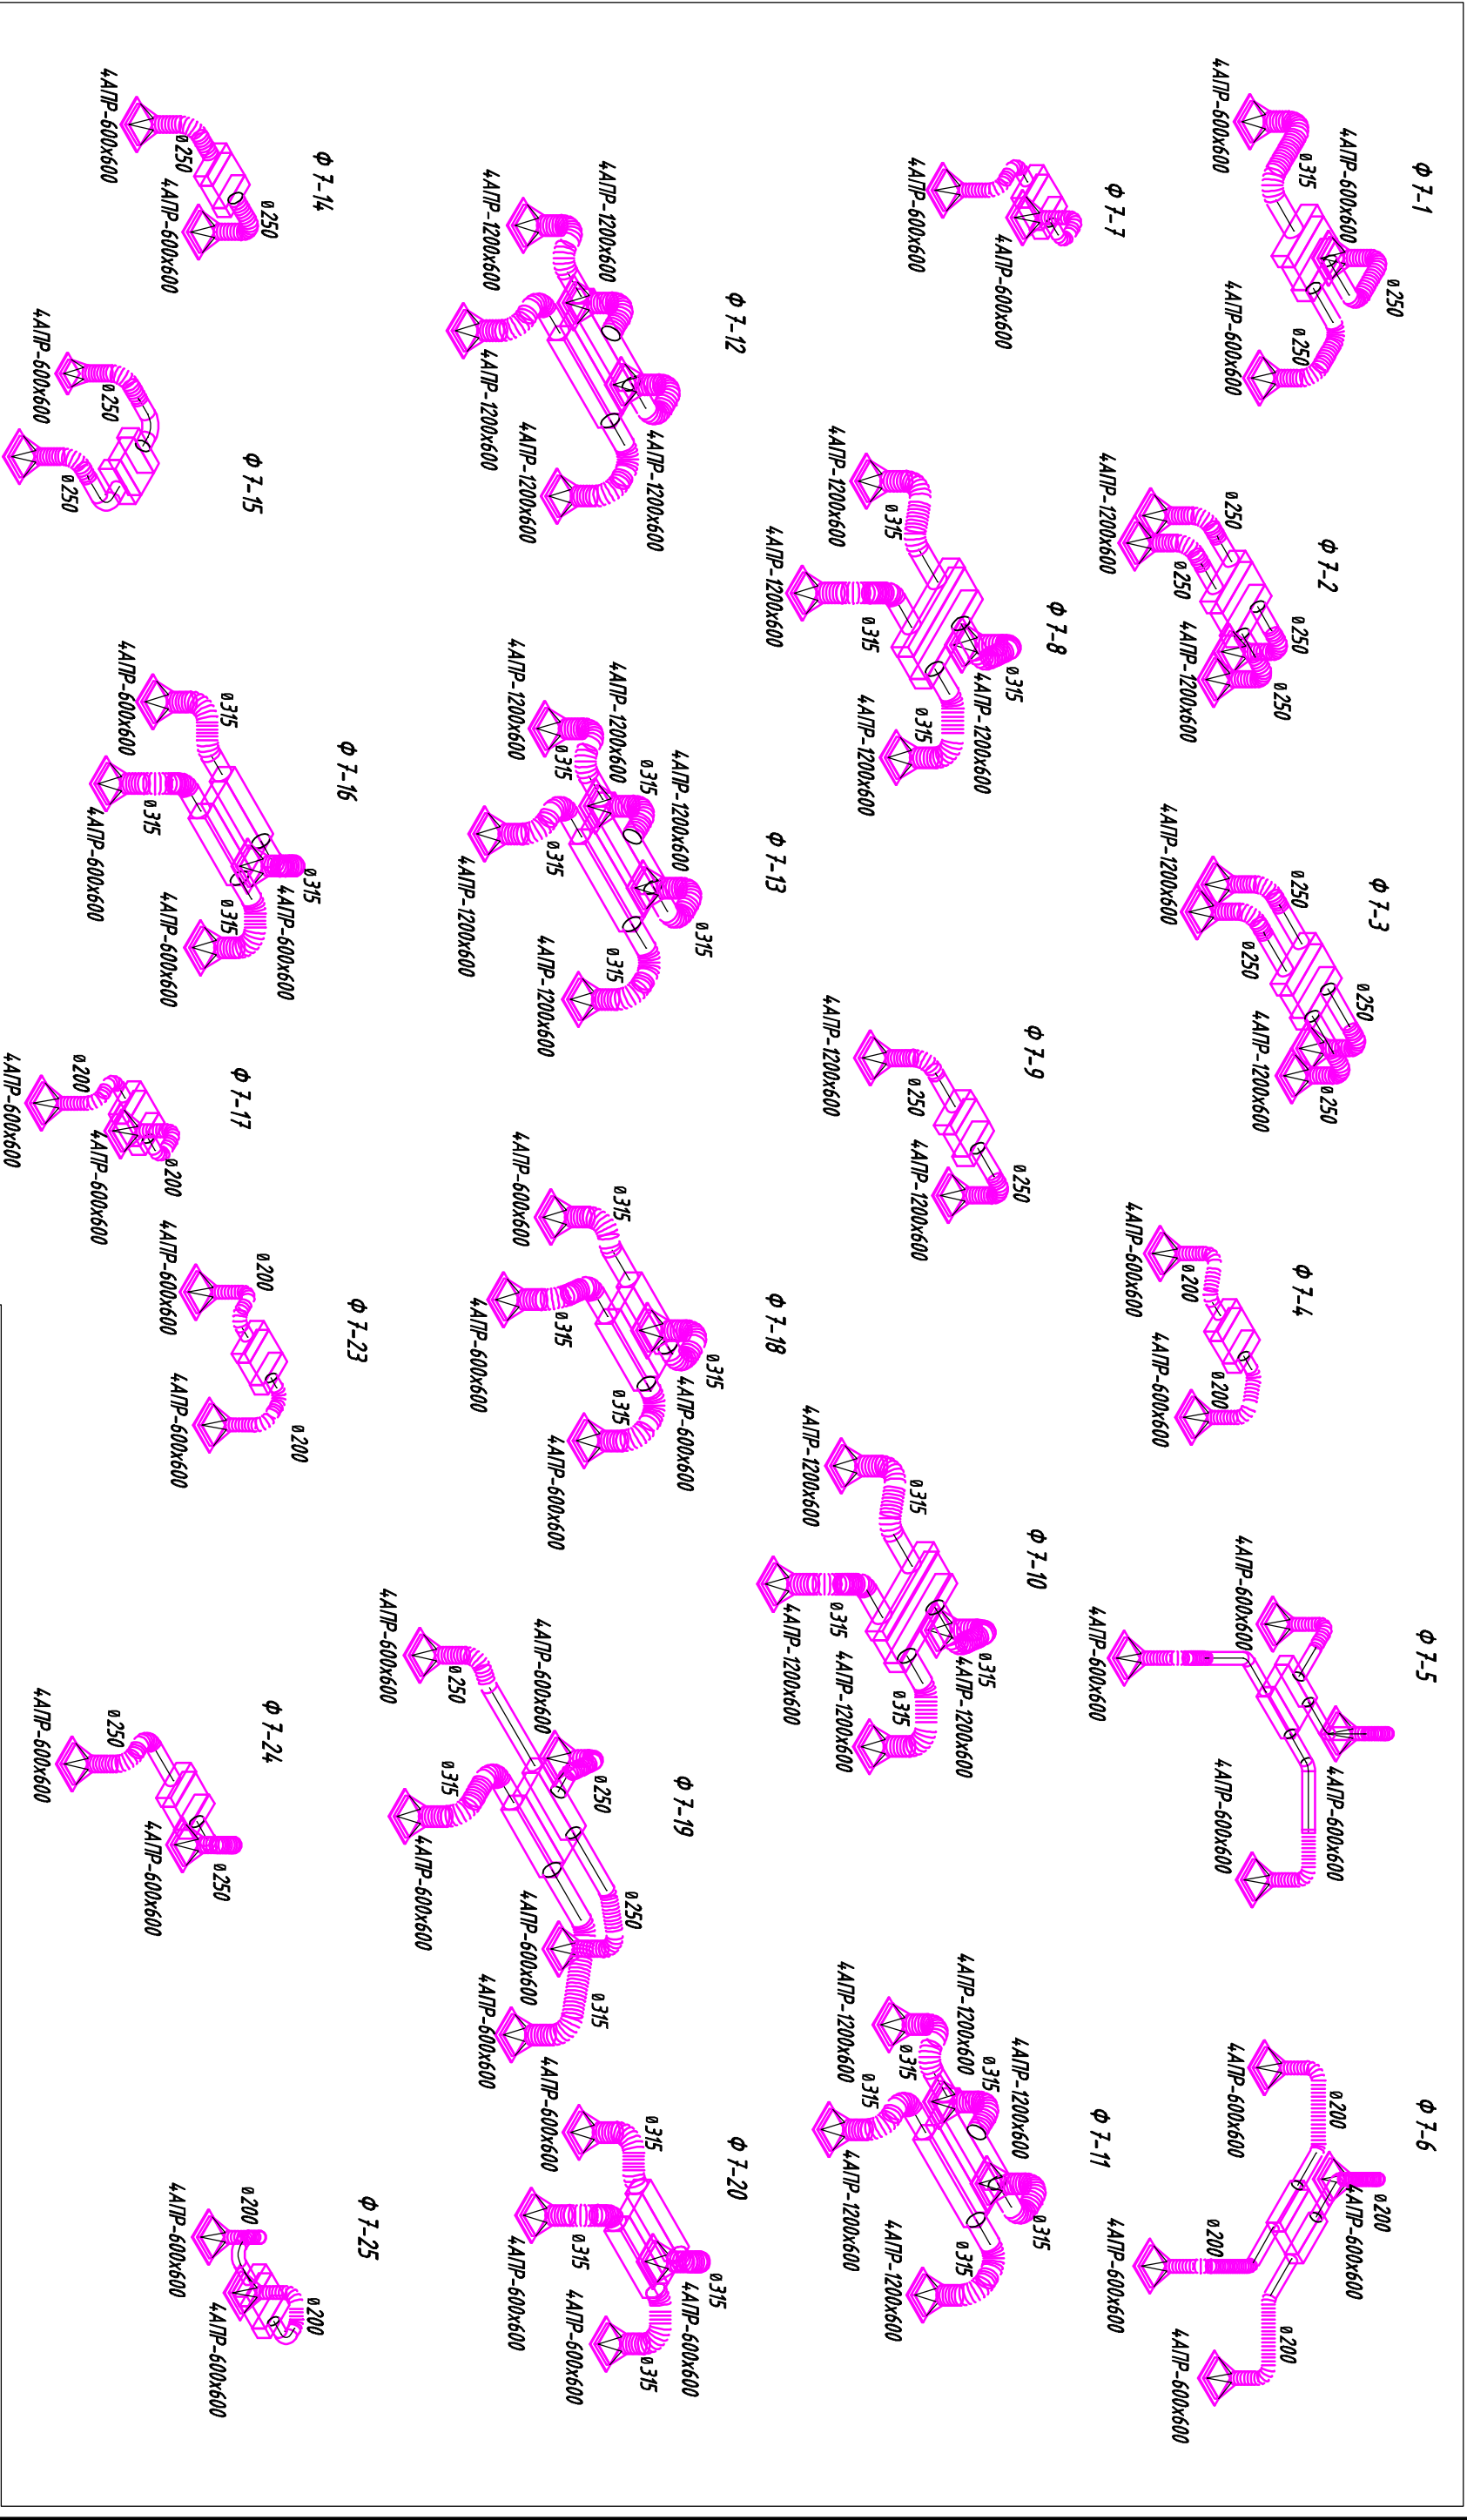 Ф 7-1
4АПР-600х600
ø250
ø315
4АПР-600х600
ø250
4АПР-600х600
Ф 7-2
ø250
4АПР-1200х600
ø250
ø250
ø250
4АПР-1200х600
Ф 7-3
ø250
4АПР-1200х600
ø250
ø250
ø250
4АПР-1200х600
Ф 7-4
ø200
4АПР-600х600
ø200
4АПР-600х600
Ф 7-5
4АПР-600х600
4АПР-600х600
4АПР-600х600
4АПР-600х600
Ф 7-6
ø200
ø200
4АПР-600х600
4АПР-600х600
ø200
ø200
4АПР-600х600
4АПР-600х600
Ф 7-7
4АПР-600х600
4АПР-600х600
Ф 7-8
ø315
4АПР-1200х600
ø315
4АПР-1200х600
ø315
4АПР-1200х600
ø315
4АПР-1200х600
Ф 7-9
ø250
ø250
4АПР-1200х600
4АПР-1200х600
Ф 7-10
ø315
4АПР-1200х600
ø315
4АПР-1200х600
ø315
4АПР-1200х600
ø315
4АПР-1200х600
Ф 7-11
4АПР-1200х600
ø315
ø315
4АПР-1200х600
ø315
4АПР-1200х600
ø315
4АПР-1200х600
ø315
4АПР-1200х600
Ф 7-12
4АПР-1200х600
4АПР-1200х600
4АПР-1200х600
4АПР-1200х600
4АПР-1200х600
Ф 7-13
4АПР-1200х600
ø315
ø315
4АПР-1200х600
ø315
4АПР-1200х600
ø315
ø315
4АПР-1200х600
4АПР-1200х600
Ф 7-18
ø315
4АПР-600х600
ø315
4АПР-600х600
ø315
ø315
4АПР-600х600
4АПР-600х600
Ф 7-19
4АПР-600х600
ø250
ø250
ø315
4АПР-600х600
ø250
4АПР-600х600
ø315
4АПР-600х600
4АПР-600х600
Ф 7-20
ø315
4АПР-600х600
ø315
ø315
4АПР-600х600
ø315
4АПР-600х600
4АПР-600х600
Ф 7-14
ø250
ø250
4АПР-600х600
4АПР-600х600
Ф 7-15
ø250
4АПР-600х600
ø250
Ф 7-16
ø315
4АПР-600х600
ø315
ø315
4АПР-600х600
ø315
4АПР-600х600
4АПР-600х600
Ф 7-17
ø200
4АПР-600х600
ø200
4АПР-600х600
Ф 7-23
ø200
ø200
4АПР-600х600
4АПР-600х600
Ф 7-24
ø250
ø250
4АПР-600х600
4АПР-600х600
Ф 7-25
ø200
ø200
4АПР-600х600
4АПР-600х600